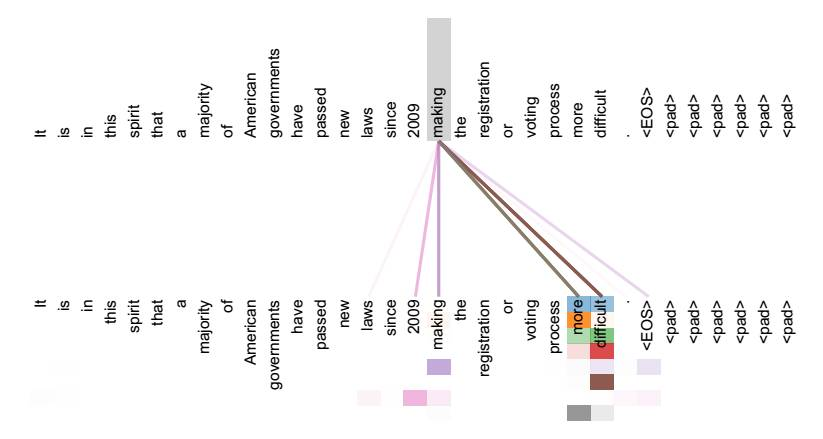 It is in this spirit that a majority of American governments have passed new laws since 2009 making the registration or voting process more difficult . <EOS> <pad> <pad> <pad> <pad> <pad> <pad>
It is in this spirit that a majority of American governments have passed new laws since 2009 making the registration or voting process more difficult . <EOS> <pad> <pad> <pad> <pad> <pad> <pad>